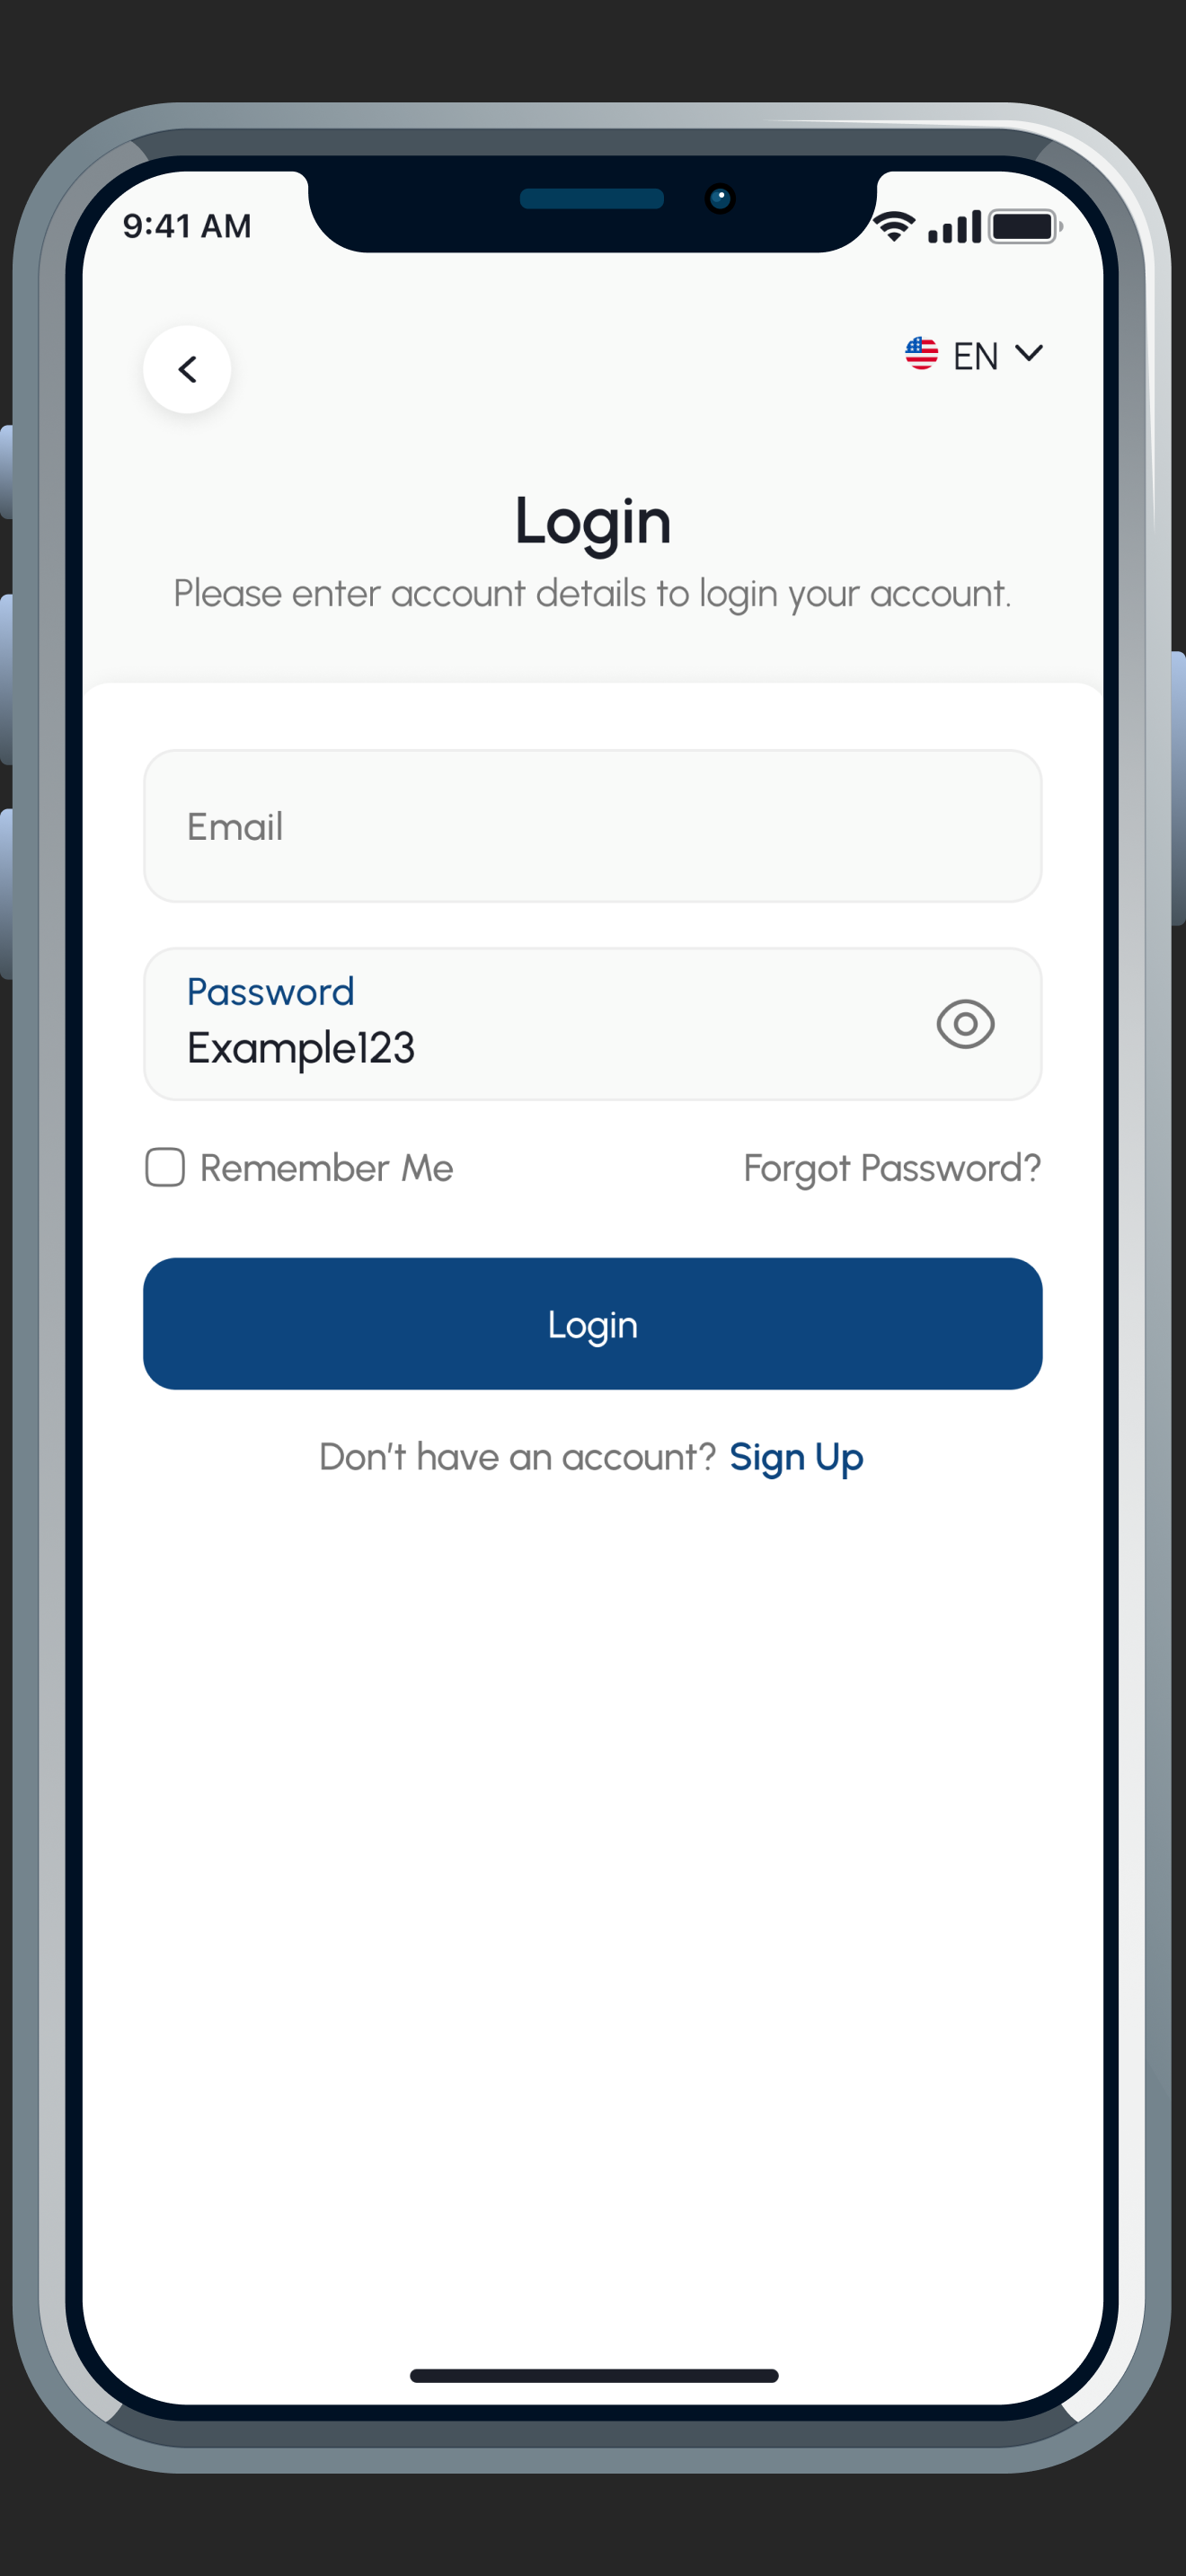 9:41 AM
EN
Login
Please enter account details to login your account.
Email
Password
Example123
Remember Me
Forgot Password?
Login
Don't have an account? Sign Up